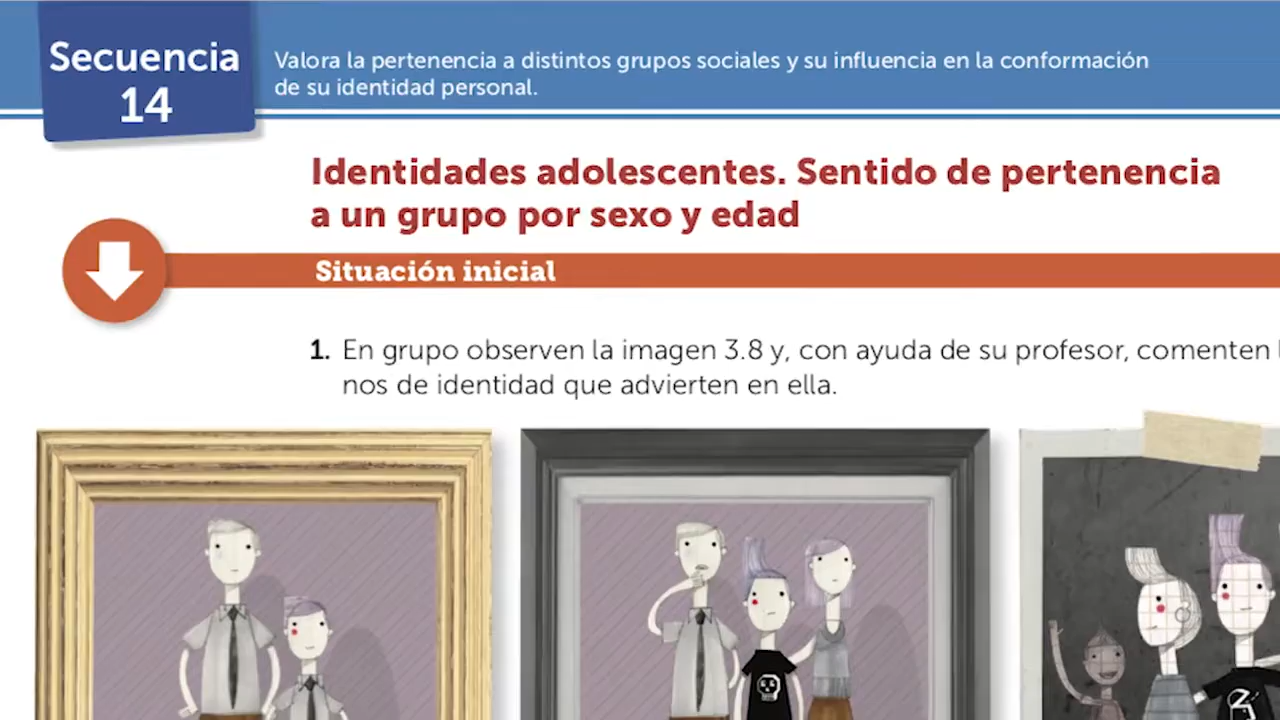 Secuencia
14
Valora la pertenencia a distintos grupos sociales y su influencia en la conformación
de su identidad personal.
Identidades adolescentes. Sentido de pertenencia
a un grupo por sexo y edad
Situación inicial
1. En grupo observen la imagen 3.8 y, con ayuda de su profesor, comenten
nos de identidad que advierten en ella.